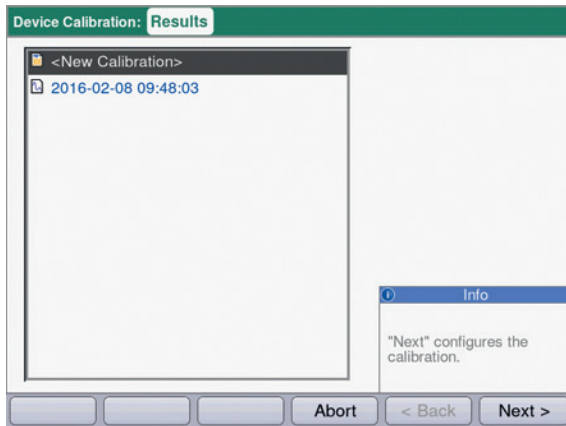 Device Calibration: Results
<New Calibration>
2016-02-08 09:48:03
Info
"Next" configures the
calibration.
Abort
< Back
Next >